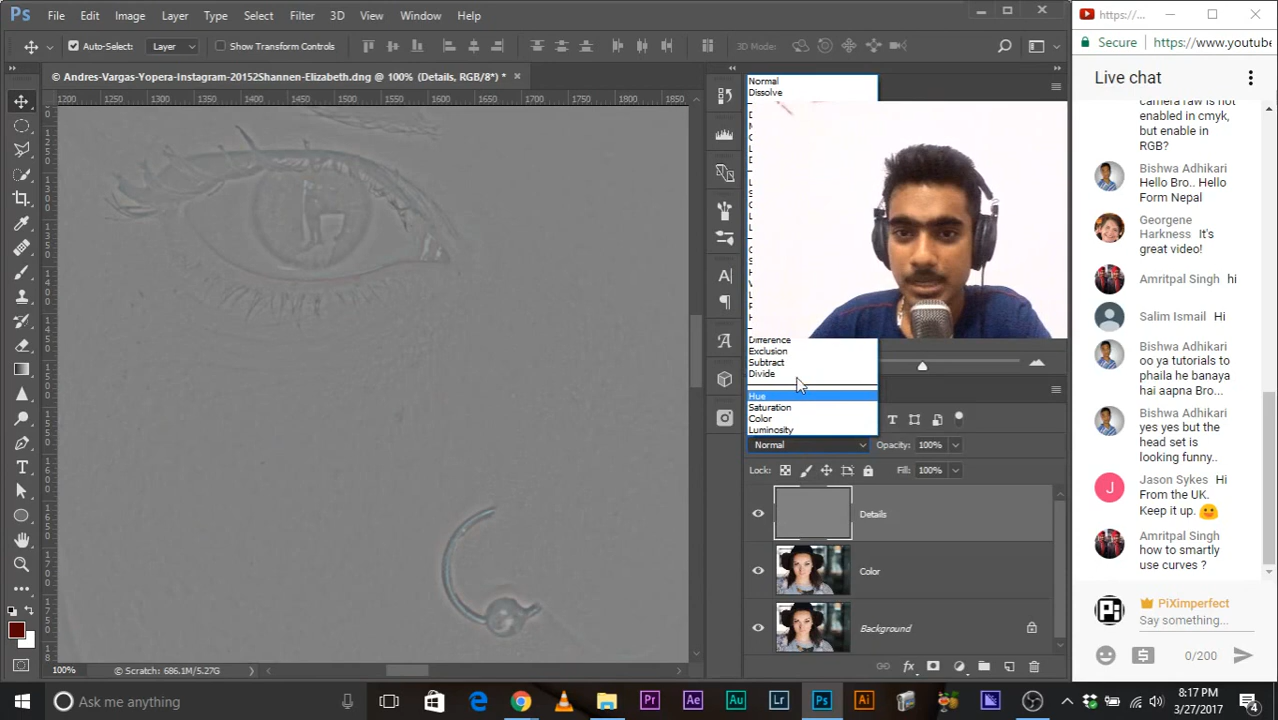 Ps File Edit Image Layer Type Select Filter 3D View Window Help
https://...
Auto-Select: Layer Show Transform Controls 3D Mode:
Secure https://www.youtube
© Andres-Vargas-Yopera-Instagram-20152Shannen-Elizabeth.dng @ 100% (Details, RGB/8*) *
Live chat
1200 1250 1300 1350 1400 1450 1500 1550 1600 1650 1700 1750 1800 1850
Normal
Dissolve
Difference
Exclusion
Subtract
Divide
Hue
Saturation
Color
Luminosity
Normal Opacity: 100%
Lock: Fill: 100%
Details
Color
Background
camera raw is not
enabled in cmyk,
but enable in
RGB?
Bishwa Adhikari
Hello Bro.. Hello
Form Nepal
Georgene
Harkness It's
great video!
Amritpal Singh hi
Salim Ismail Hi
Bishwa Adhikari
oo ya tutorials to
phaila he banaya
hai aapna Bro...
Bishwa Adhikari
yes yes but the
head set is
looking funny..
Jason Sykes Hi
From the UK.
Keep it up.
Amritpal Singh
how to smartly
use curves ?
PiXimperfect
Say something...
0/200
100% © Scratch: 686.1M/5.27G
Ask me anything
Pr Ae Au Lr Ps Ai
8:17 PM
3/27/2017
4